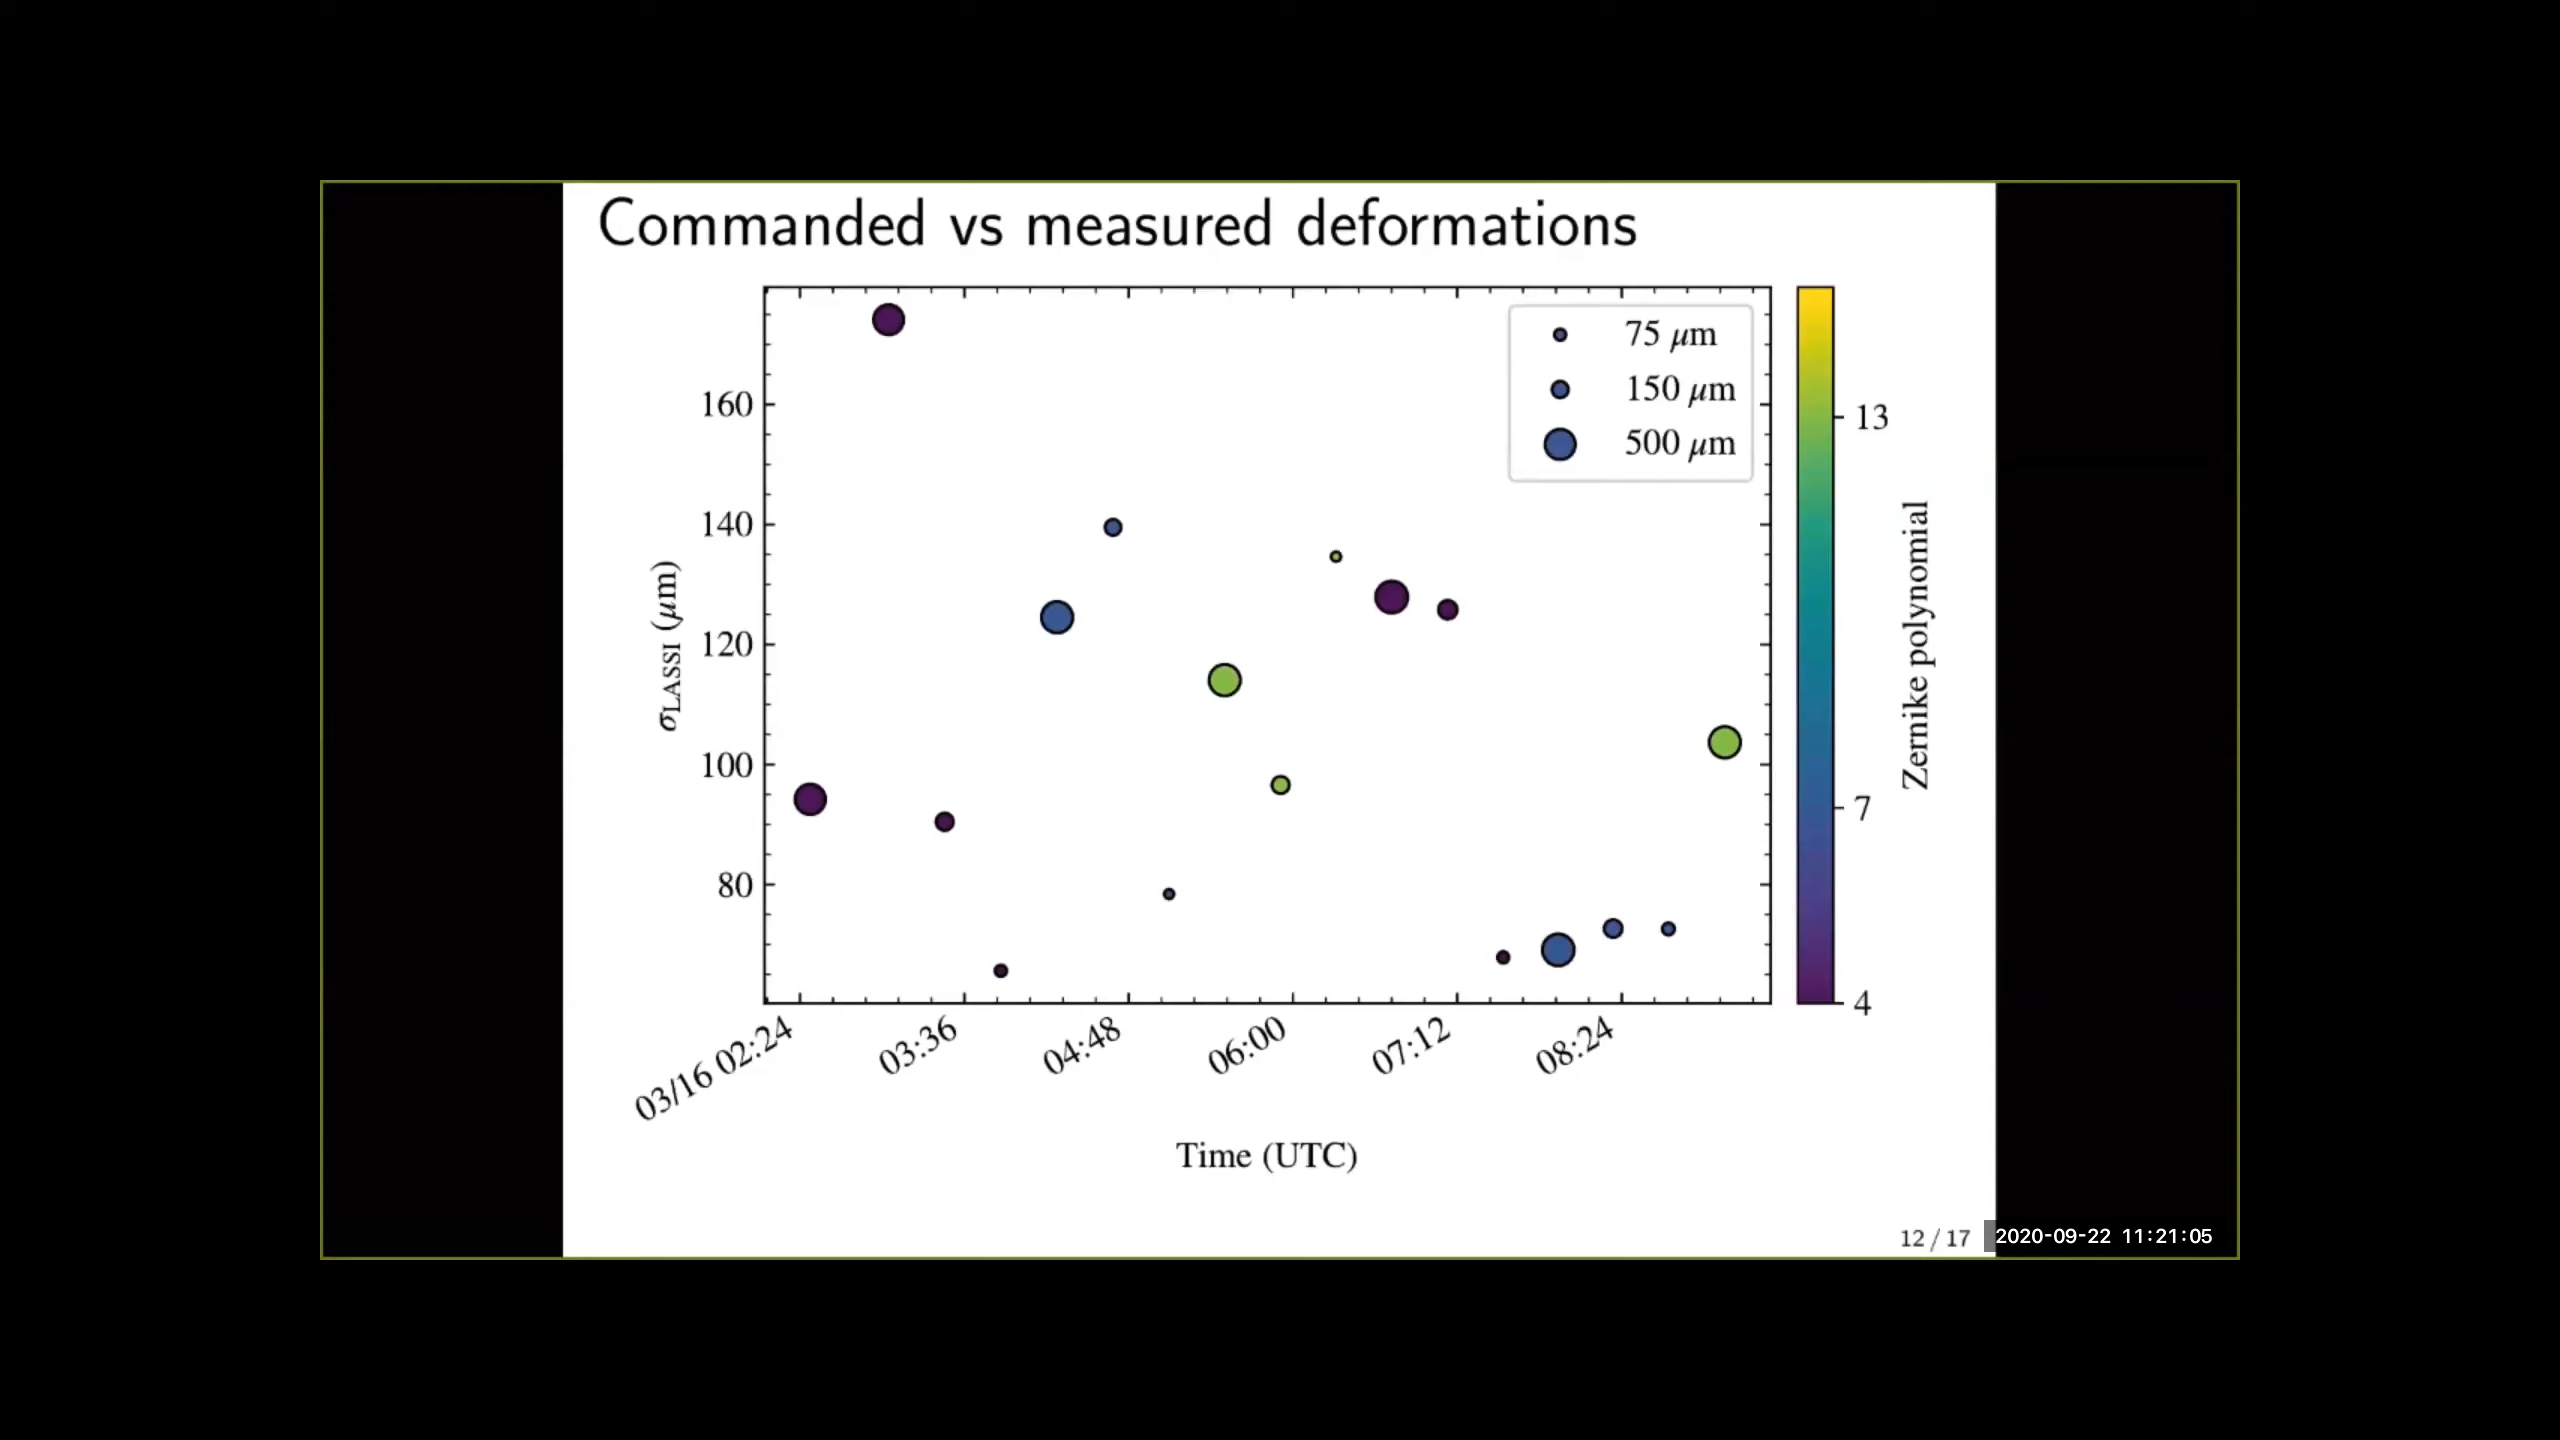 Commanded vs measured deformations
75 μm
150 μm
500 μm
160
140
120
100
80
σLASSI (μm)
03/16 02:24
03:36
04:48
06:00
07:12
08:24
Time (UTC)
13
7
4
Zernike polynomial
12 / 17
2020-09-22 11:21:05